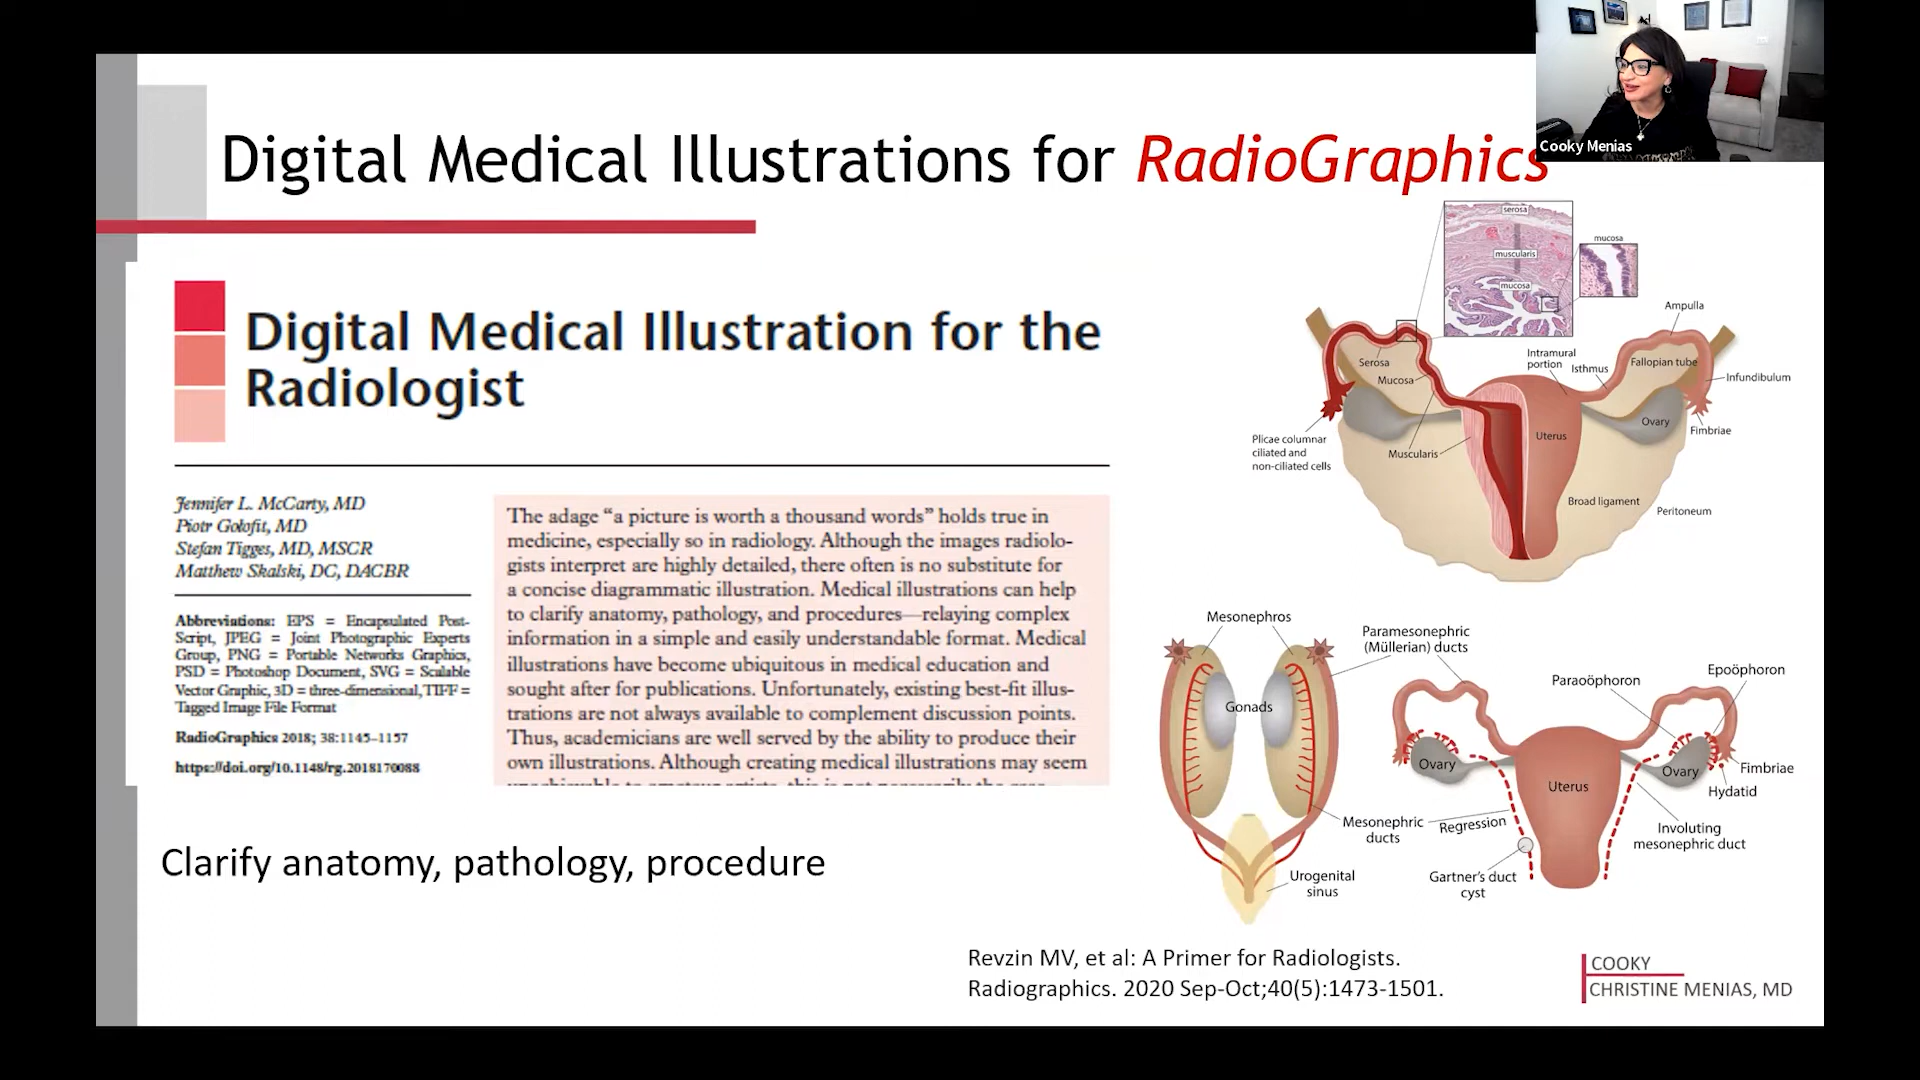 Cooky Menias
Digital Medical Illustrations for RadioGraphics
Digital Medical Illustration for the
Radiologist
Jennifer L. McCarty, MD
Piotr Gołofit, MD
Stefan Tigges, MD, MSCR
Matthew Skalski, DC, DACBR
Abbreviations: EPS = Encapsulated Post-
Script, JPEG = Joint Photographic Experts
Group, PNG = Portable Networks Graphics,
PSD = Photoshop Document, SVG = Scalable
Vector Graphic, 3D = three-dimensional, TIFF =
Tagged Image File Format
RadioGraphics 2018; 38:1145–1157
https://doi.org/10.1148/rg.2018170088
The adage “a picture is worth a thousand words” holds true in
medicine, especially so in radiology. Although the images radiolo-
gists interpret are highly detailed, there often is no substitute for
a concise diagrammatic illustration. Medical illustrations can help
to clarify anatomy, pathology, and procedures—relaying complex
information in a simple and easily understandable format. Medical
illustrations have become ubiquitous in medical education and
sought after for publications. Unfortunately, existing best-fit illus-
trations are not always available to complement discussion points.
Thus, academicians are well served by the ability to produce their
own illustrations. Although creating medical illustrations may seem
Clarify anatomy, pathology, procedure
serosa
muscularis
mucosa
mucosa
Ampulla
Serosa
Mucosa
Intramural
portion
Isthmus
Fallopian tube
Infundibulum
Ovary
Fimbriae
Uterus
Plicae columnar
ciliated and
non-ciliated cells
Muscularis
Broad ligament
Peritoneum
Mesonephros
Paramesonephric
(Müllerian) ducts
Gonads
Mesonephric
ducts
Urogenital
sinus
Paraoöphoron
Epoöphoron
Ovary
Ovary
Fimbriae
Hydatid
Uterus
Regression
Involuting
mesonephric duct
Gartner's duct
cyst
Revzin MV, et al: A Primer for Radiologists.
Radiographics. 2020 Sep-Oct;40(5):1473-1501.
COOKY
CHRISTINE MENIAS, MD